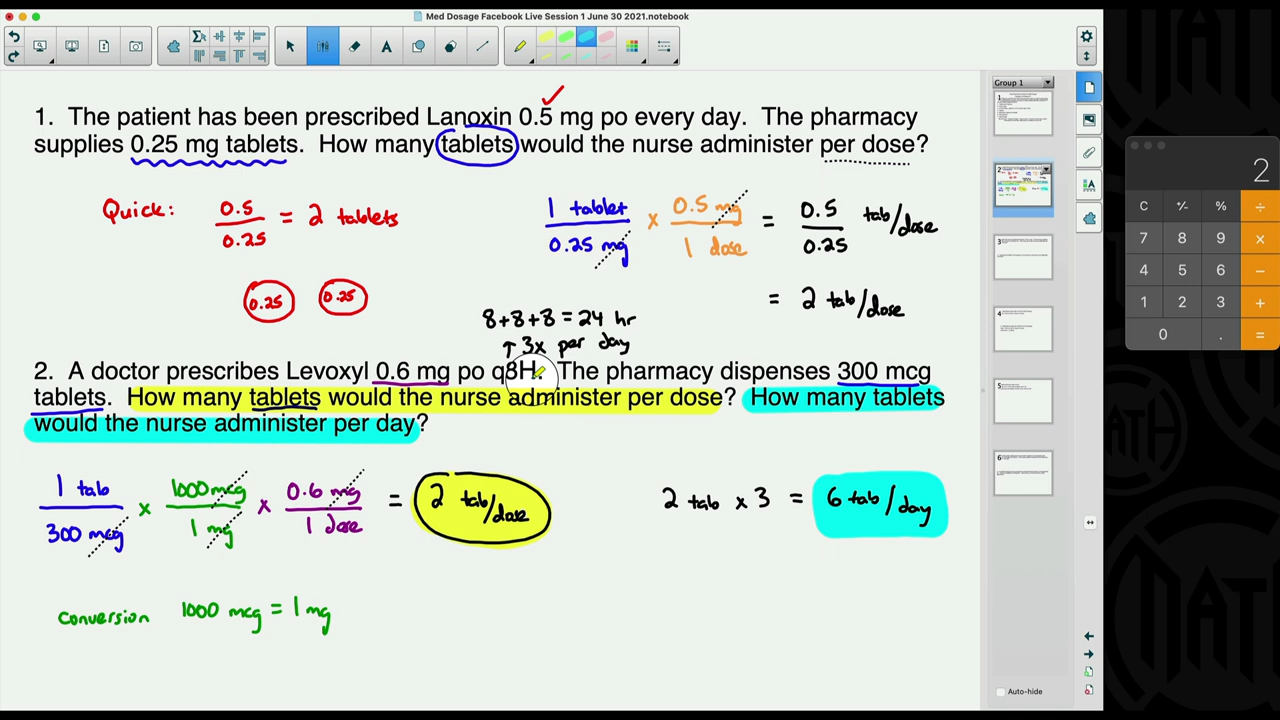 Med Dosage Facebook Live Session 1 June 30 2021.notebook
Group 1
1. The patient has been prescribed Lanoxin 0.5 mg po every day. The pharmacy
supplies 0.25 mg tablets. How many tablets would the nurse administer per dose?
Quick: 0.5 / 0.25 = 2 tablets
0.25 0.25
1 tablet / 0.25 mg x 0.5 mg / 1 dose = 0.5 / 0.25 tab/dose
= 2 tab/dose
8+8+8 = 24 hr
↑ 3x per day
2. A doctor prescribes Levoxyl 0.6 mg po q8H. The pharmacy dispenses 300 mcg
tablets. How many tablets would the nurse administer per dose? How many tablets
would the nurse administer per day?
1 tab / 300 mcg x 1000 mcg / 1 mg x 0.6 mg / 1 dose = 2 tab/dose
2 tab x 3 = 6 tab/day
conversion 1000 mcg = 1 mg
1
2
3
4
5
6
Auto-hide
2
C +/- % ÷
7 8 9 ×
4 5 6 −
1 2 3 +
0 . =